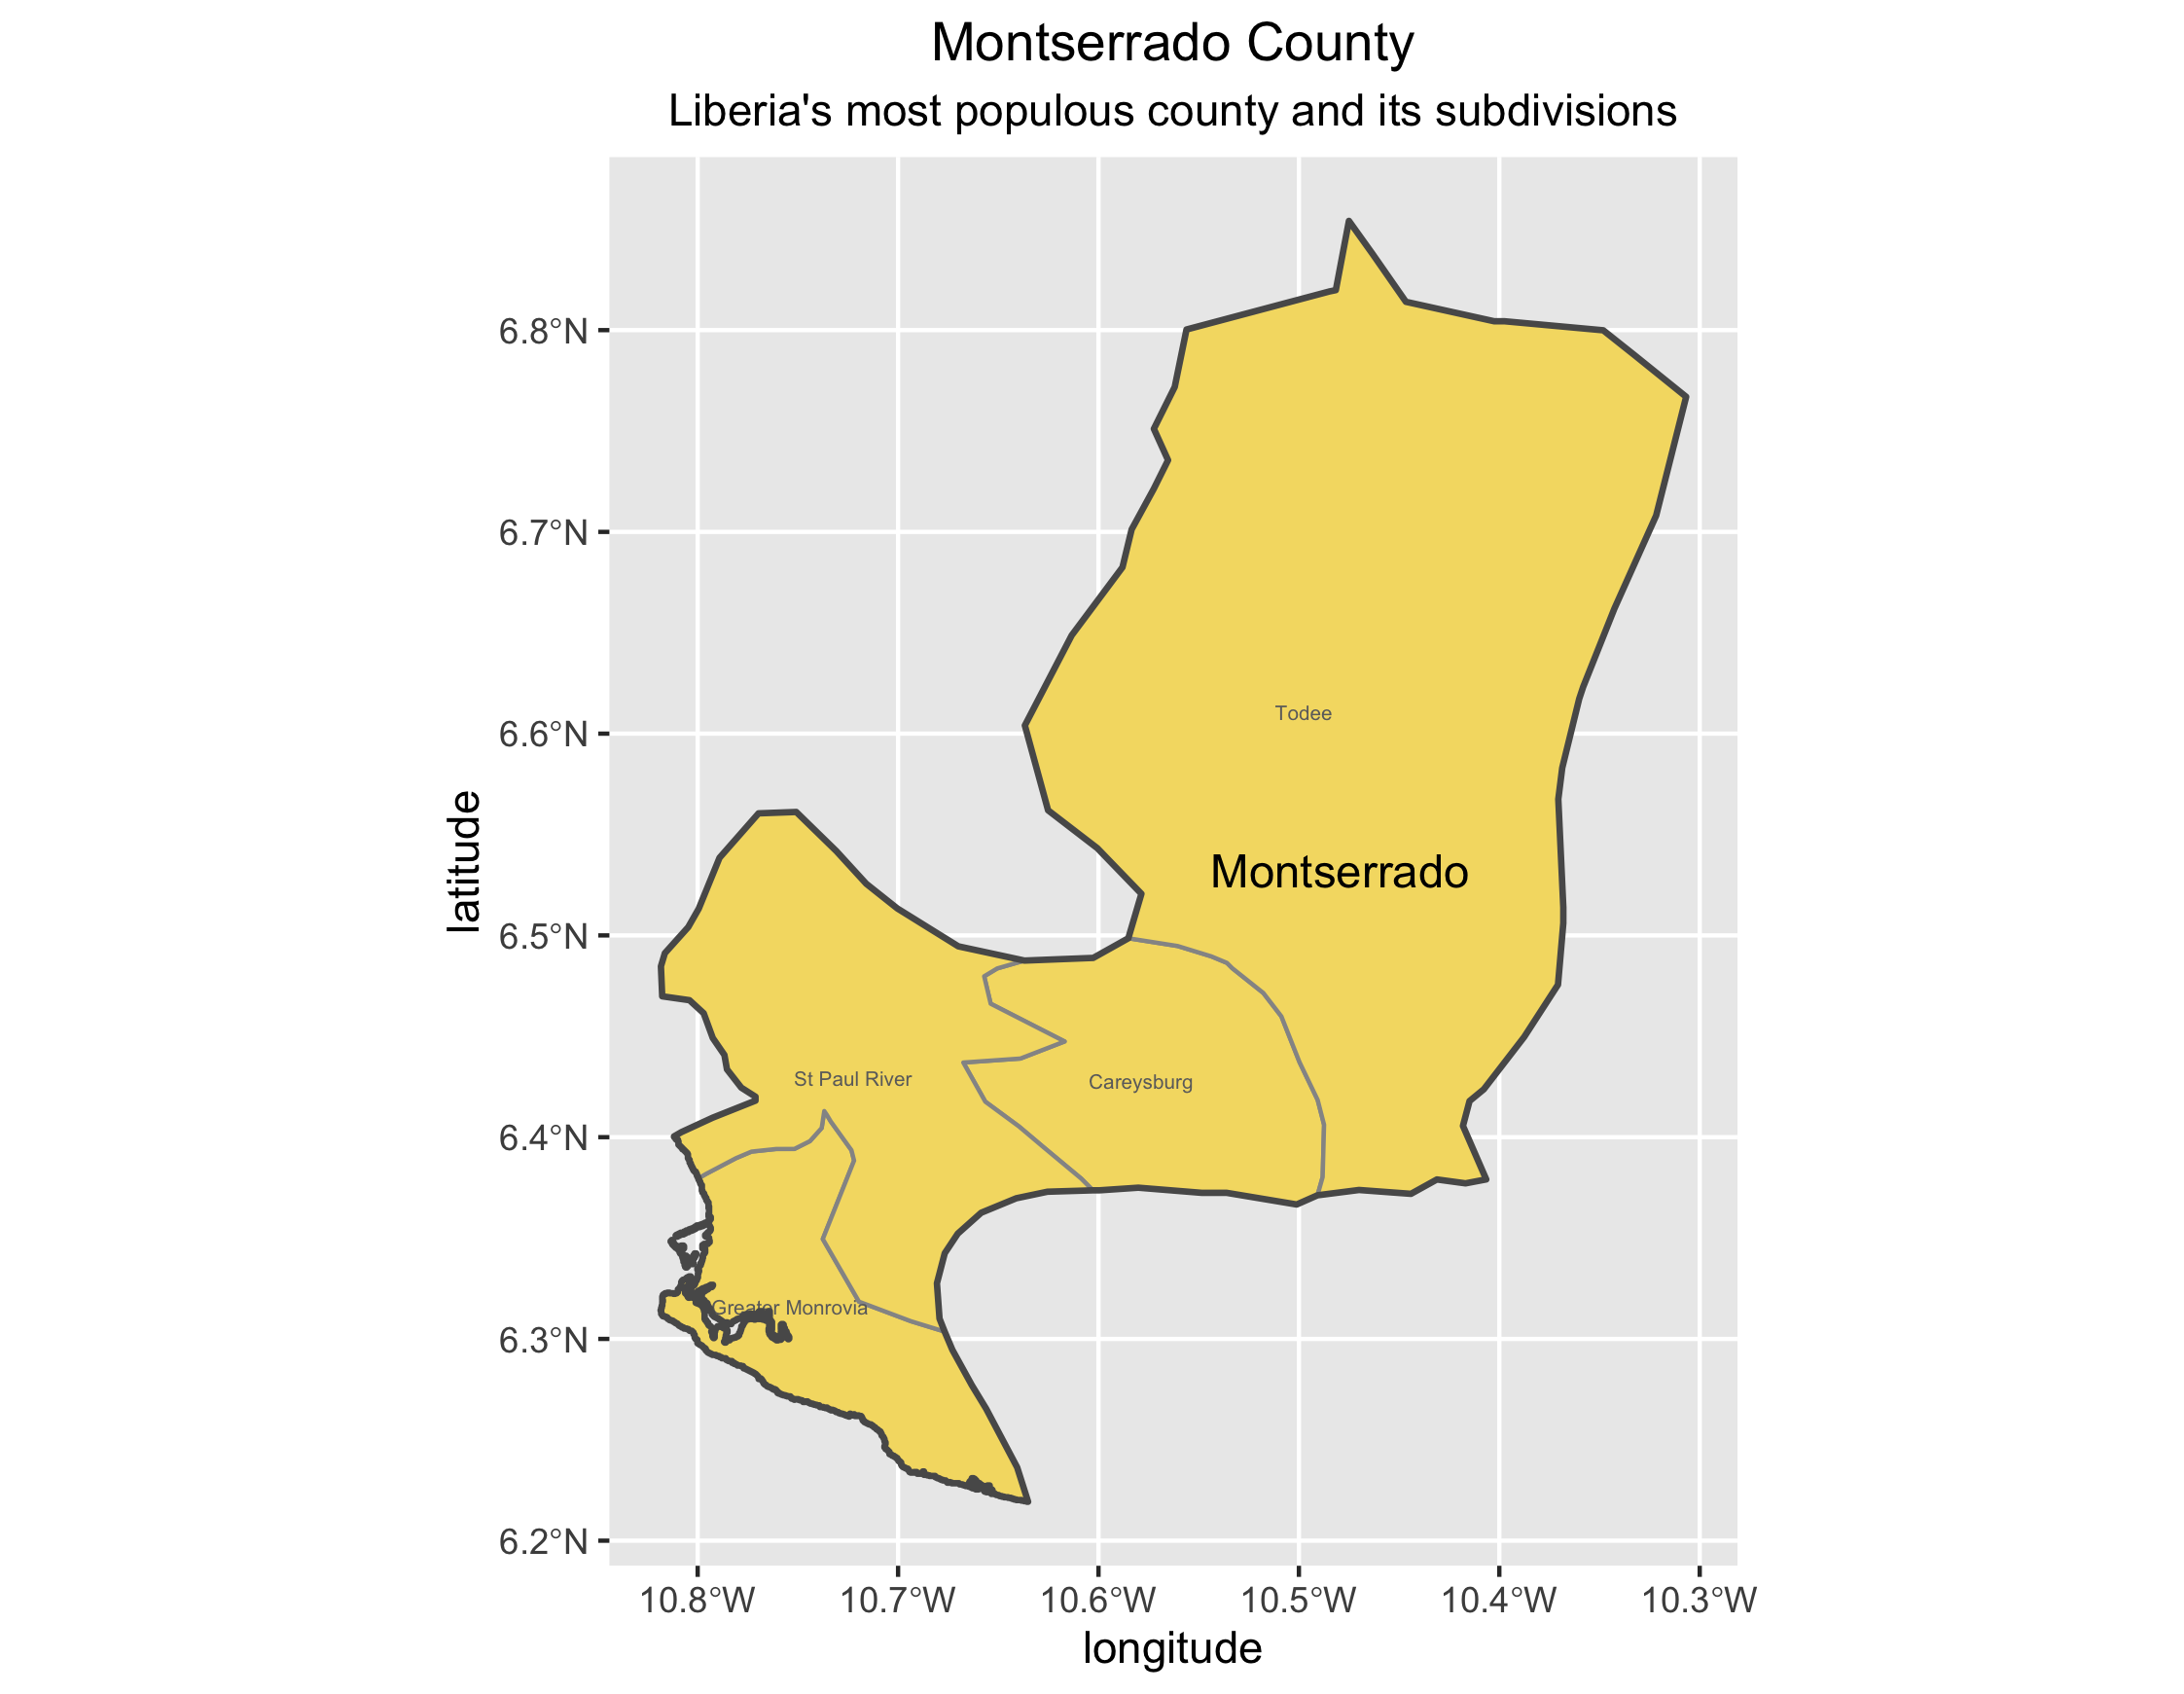 Montserrado County
Liberia's most populous county and its subdivisions
latitude
6.8°N
6.7°N
6.6°N
6.5°N
6.4°N
6.3°N
6.2°N
Todee
Montserrado
St Paul River
Careysburg
Greater Monrovia
10.8°W
10.7°W
10.6°W
10.5°W
10.4°W
10.3°W
longitude